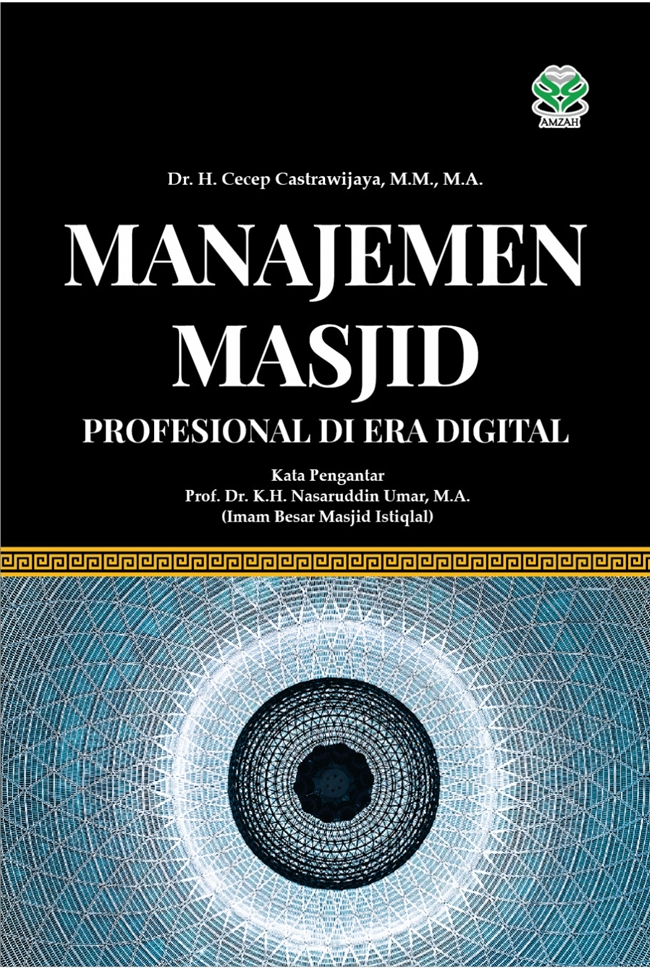 AMZAH
Dr. H. Cecep Castrawijaya, M.M., M.A.
MANAJEMEN
MASJID
PROFESIONAL DI ERA DIGITAL
Kata Pengantar
Prof. Dr. K.H. Nasaruddin Umar, M.A.
(Imam Besar Masjid Istiqlal)